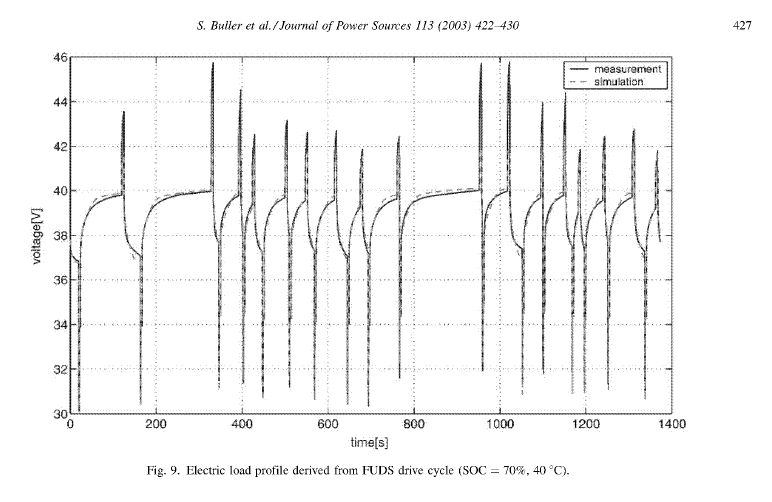 S. Buller et al. / Journal of Power Sources 113 (2003) 422–430
427
46
44
42
40
38
36
34
32
30
voltage[V]
measurement
simulation
0 200 400 600 800 1000 1200 1400
time[s]
Fig. 9. Electric load profile derived from FUDS drive cycle (SOC = 70%, 40 °C).